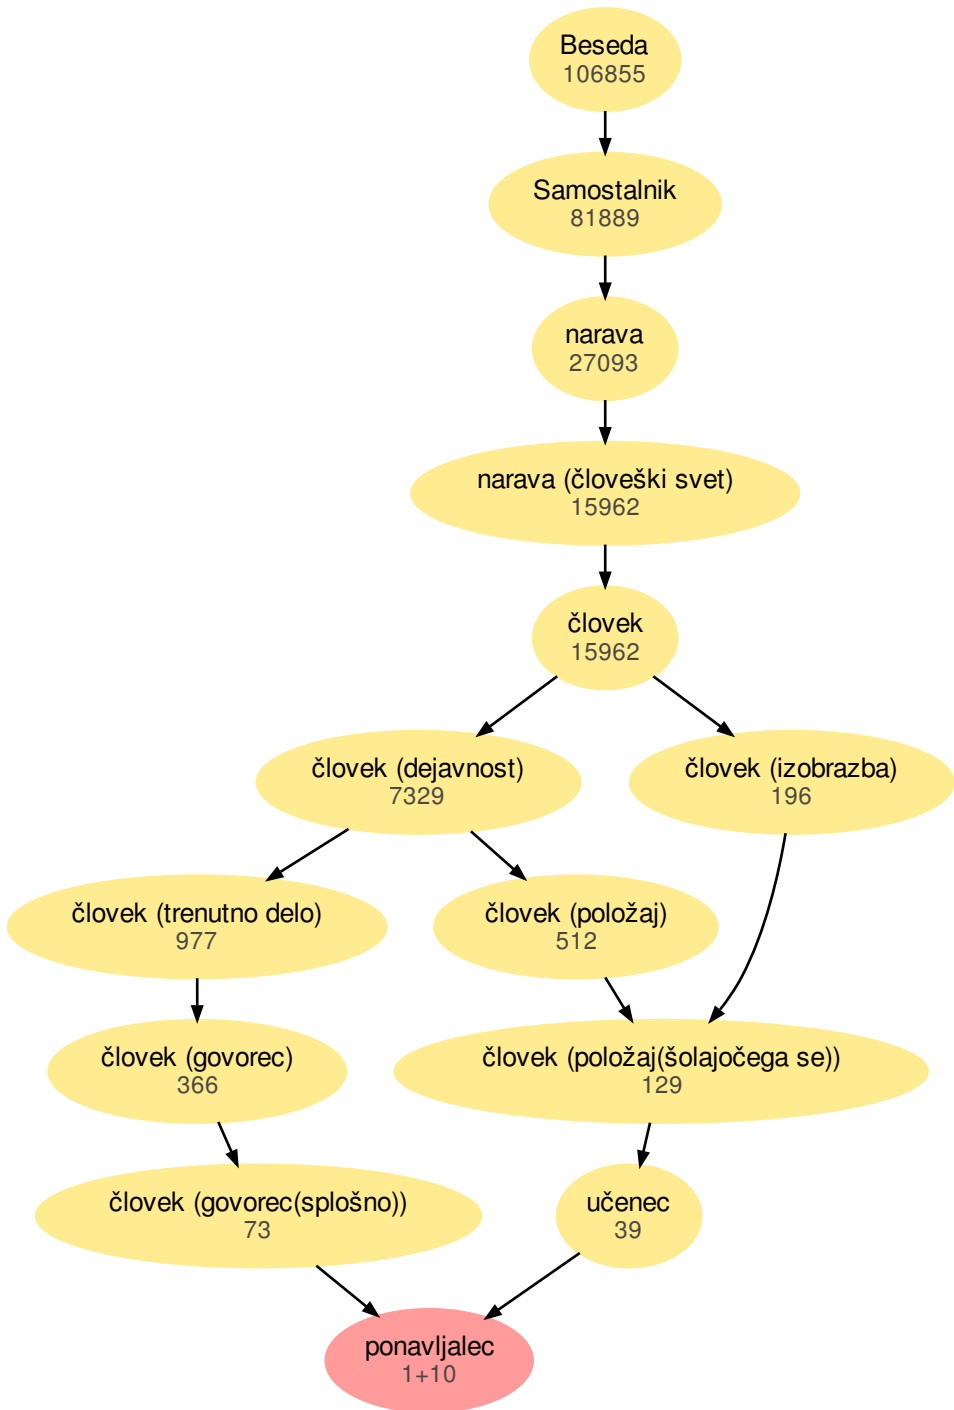 Beseda
106855
Samostalnik
81889
narava
27093
narava (človeški svet)
15962
človek
15962
človek (dejavnost)
7329
človek (izobrazba)
196
človek (trenutno delo)
977
človek (položaj)
512
človek (govorec)
366
človek (položaj(šolajočega se))
129
človek (govorec(splošno))
73
učenec
39
ponavljalec
1+10